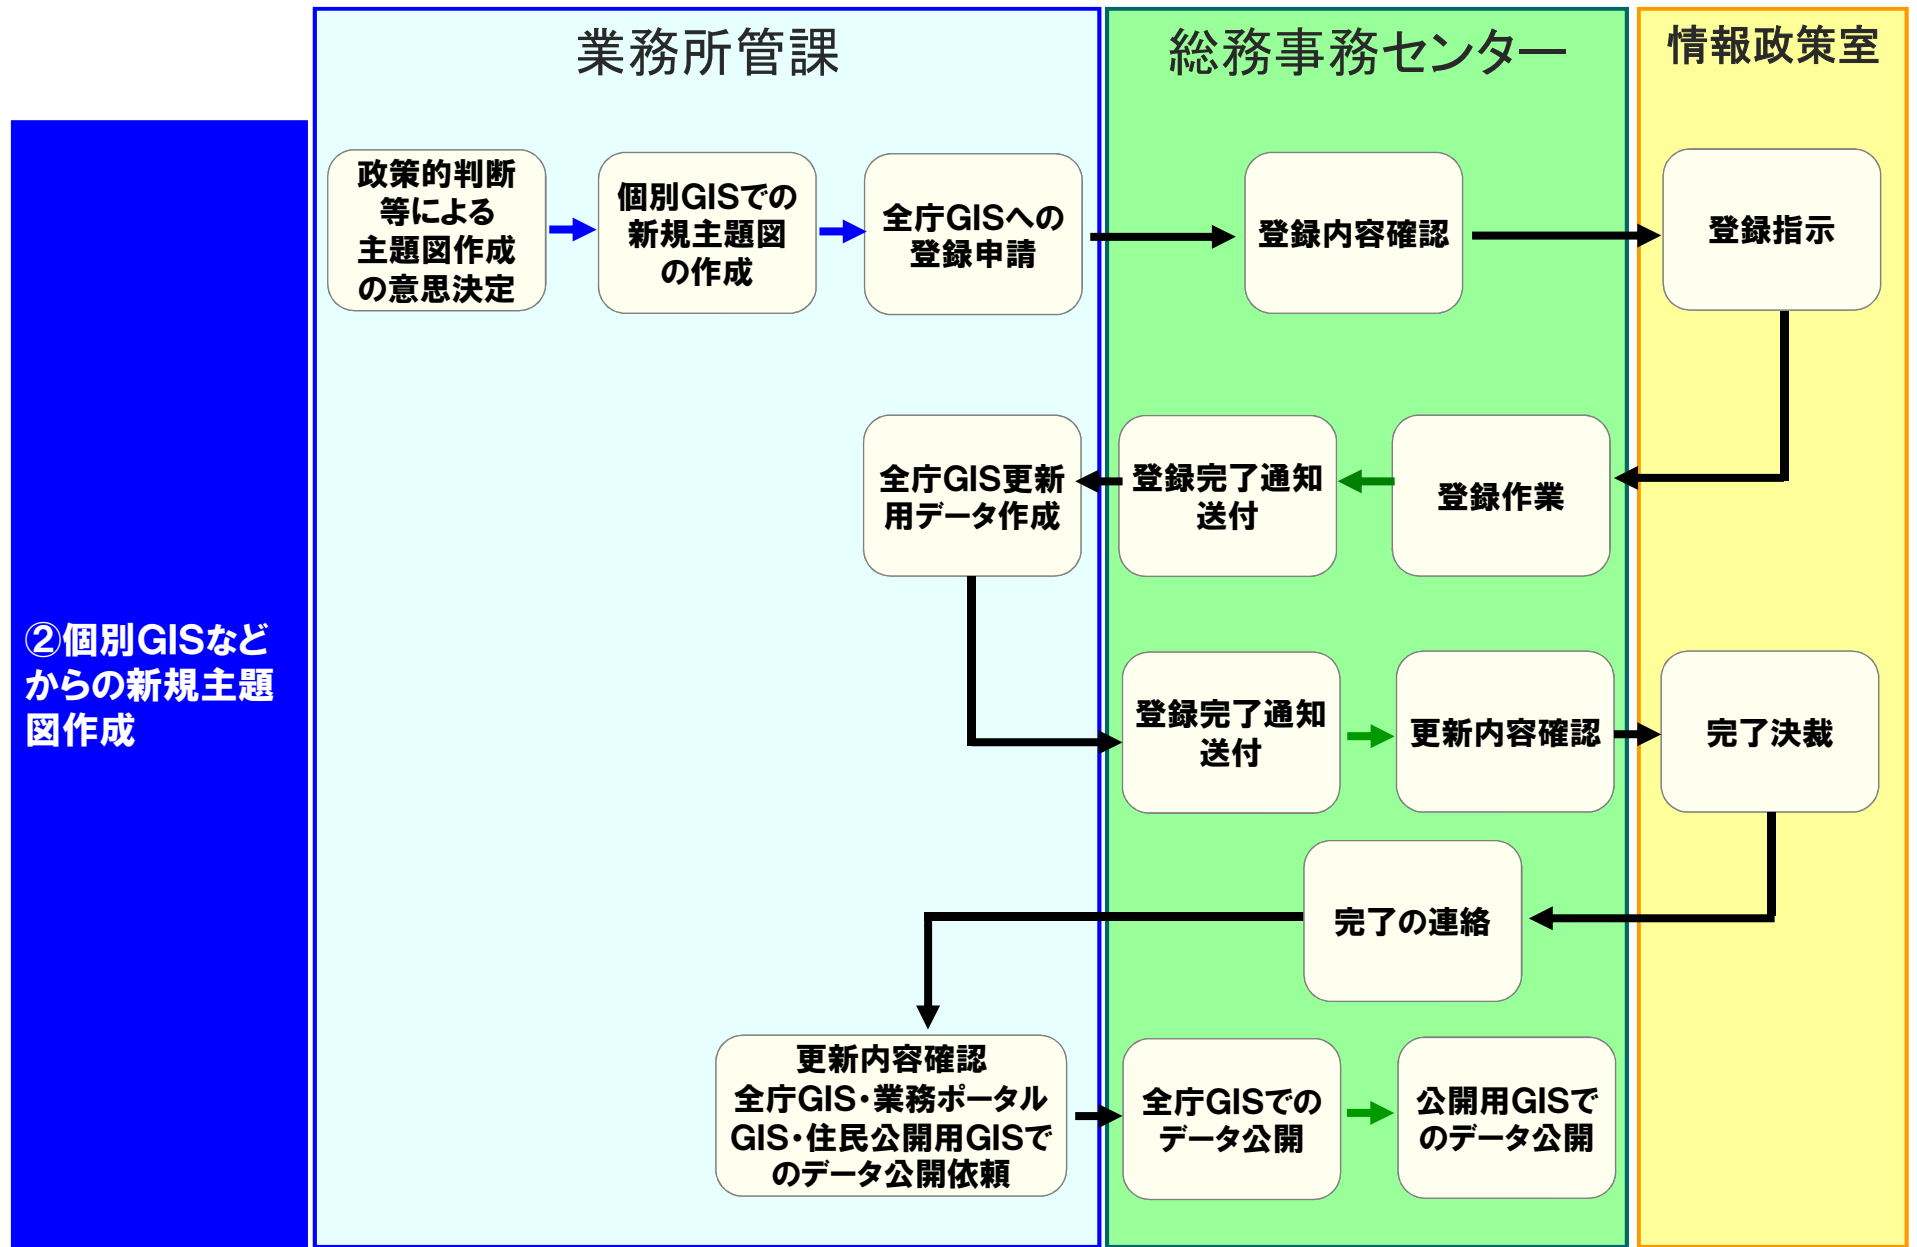 業務所管課
総務事務センター
情報政策室
②個別GISなど
からの新規主題
図作成
政策的判断
等による
主題図作成
の意思決定
個別GISでの
新規主題図
の作成
全庁GISへの
登録申請
登録内容確認
登録指示
全庁GIS更新
用データ作成
登録完了通知
送付
登録作業
登録完了通知
送付
更新内容確認
完了決裁
完了の連絡
更新内容確認
全庁GIS・業務ポータル
GIS・住民公開用GISで
のデータ公開依頼
全庁GISでの
データ公開
公開用GISで
のデータ公開